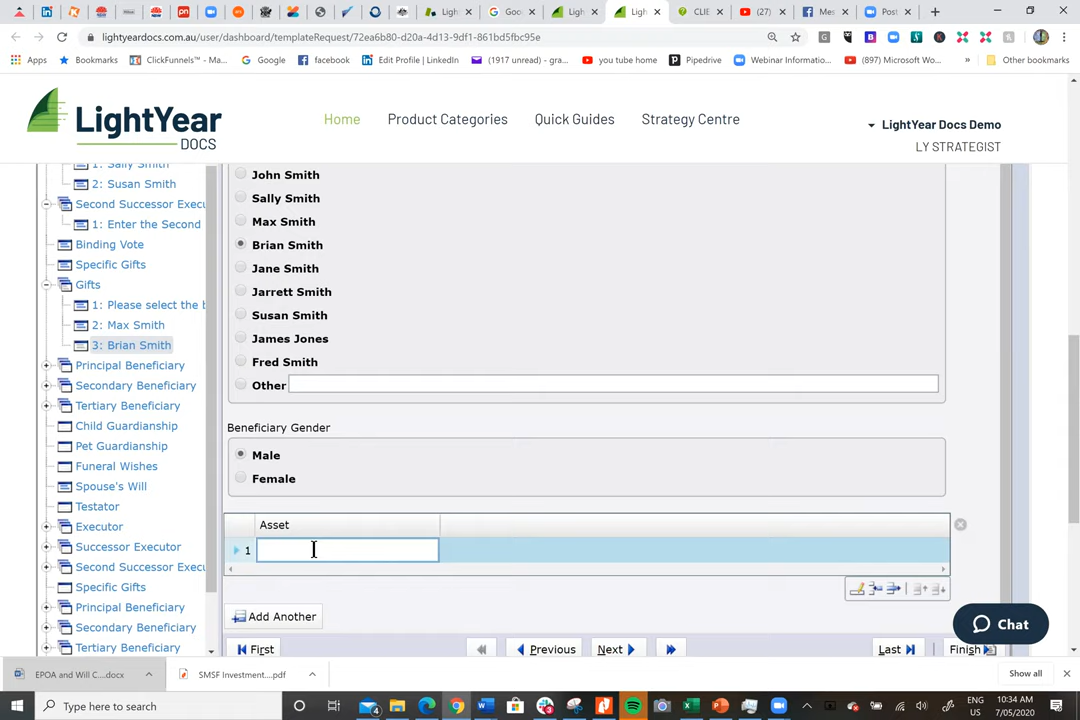 Ligh
Goc
Ligh
Ligh
CLIE
(27)
Mes
Post
lightyeardocs.com.au/user/dashboard/templateRequest/72ea6b80-d20a-4d13-9df1-861bd5fbc95e
Apps
Bookmarks
ClickFunnels™ - Ma...
Google
facebook
Edit Profile | LinkedIn
(1917 unread) - gra...
you tube home
Pipedrive
Webinar Informatio...
(897) Microsoft Wo...
»
Other bookmarks
LightYear
DOCS
Home
Product Categories
Quick Guides
Strategy Centre
LightYear Docs Demo
LY STRATEGIST
1: Sally Smith
2: Susan Smith
Second Successor Execu
1: Enter the Second
Binding Vote
Specific Gifts
Gifts
1: Please select the b
2: Max Smith
3: Brian Smith
Principal Beneficiary
Secondary Beneficiary
Tertiary Beneficiary
Child Guardianship
Pet Guardianship
Funeral Wishes
Spouse's Will
Testator
Executor
Successor Executor
Second Successor Execu
Specific Gifts
Principal Beneficiary
Secondary Beneficiary
Tertiary Beneficiary
John Smith
Sally Smith
Max Smith
Brian Smith
Jane Smith
Jarrett Smith
Susan Smith
James Jones
Fred Smith
Other
Beneficiary Gender
Male
Female
Asset
1
Add Another
First
Previous
Next
Last
Finish
Chat
EPOA and Will C....docx
SMSF Investment....pdf
Show all
Type here to search
ENG
US
10:34 AM
7/05/2020